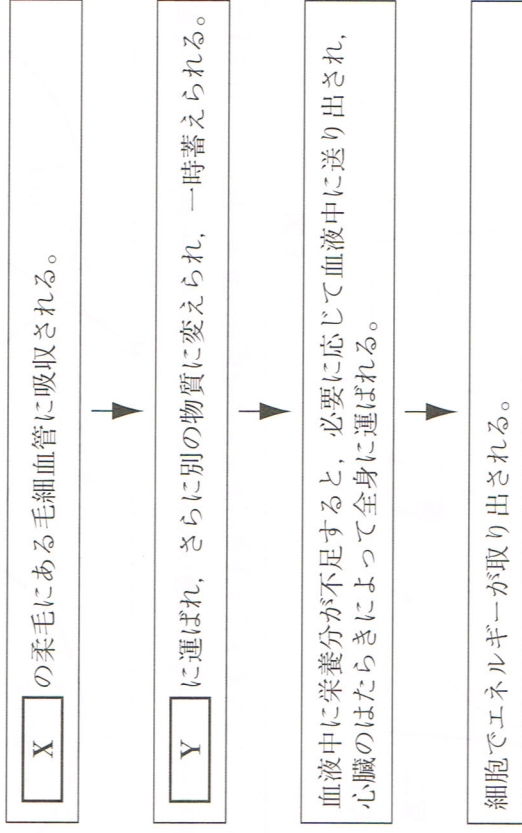 X の柔毛にある毛細血管に吸収される。
Y に運ばれ，さらに別の物質に変えられ，一時蓄えられる。
血液中に栄養分が不足すると，必要に応じて血液中に送り出され，
心臓のはたらきによって全身に運ばれる。
細胞でエネルギーが取り出される。